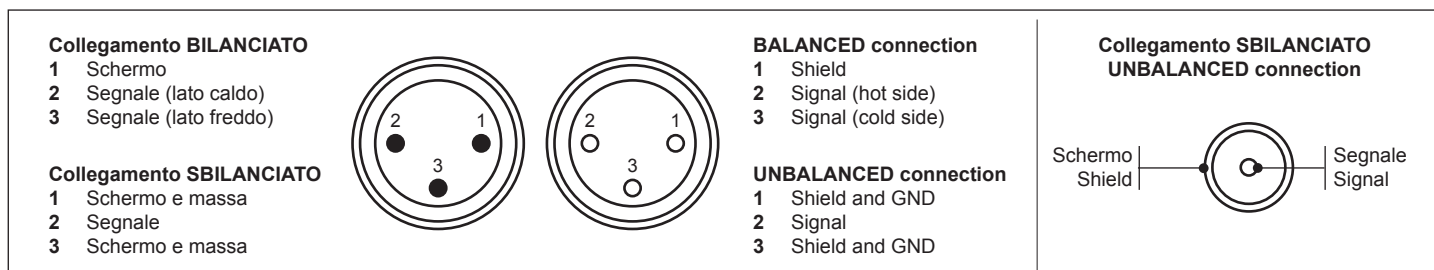 Collegamento BILANCIATO
1 Schermo
2 Segnale (lato caldo)
3 Segnale (lato freddo)
Collegamento SBILANCIATO
1 Schermo e massa
2 Segnale
3 Schermo e massa
2 1
3
2 1
3
BALANCED connection
1 Shield
2 Signal (hot side)
3 Signal (cold side)
UNBALANCED connection
1 Shield and GND
2 Signal
3 Shield and GND
Collegamento SBILANCIATO
UNBALANCED connection
Schermo
Shield
Segnale
Signal